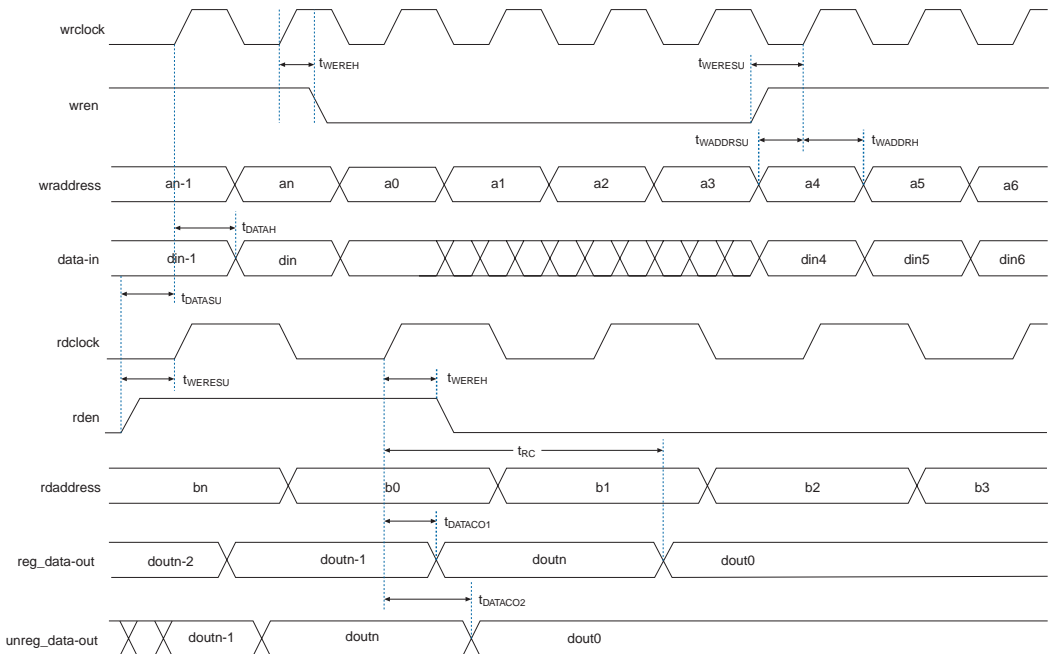 wrclock
tWEREH tWERESU
wren
tWADDRSU tWADDRH
wraddress an-1 an a0 a1 a2 a3 a4 a5 a6
tDATAH
data-in din-1 din din4 din5 din6
tDATASU
rdclock
tWERESU tWEREH
rden
tRC
rdaddress bn b0 b1 b2 b3
tDATACO1
reg_data-out doutn-2 doutn-1 doutn dout0
tDATACO2
unreg_data-out doutn-1 doutn dout0